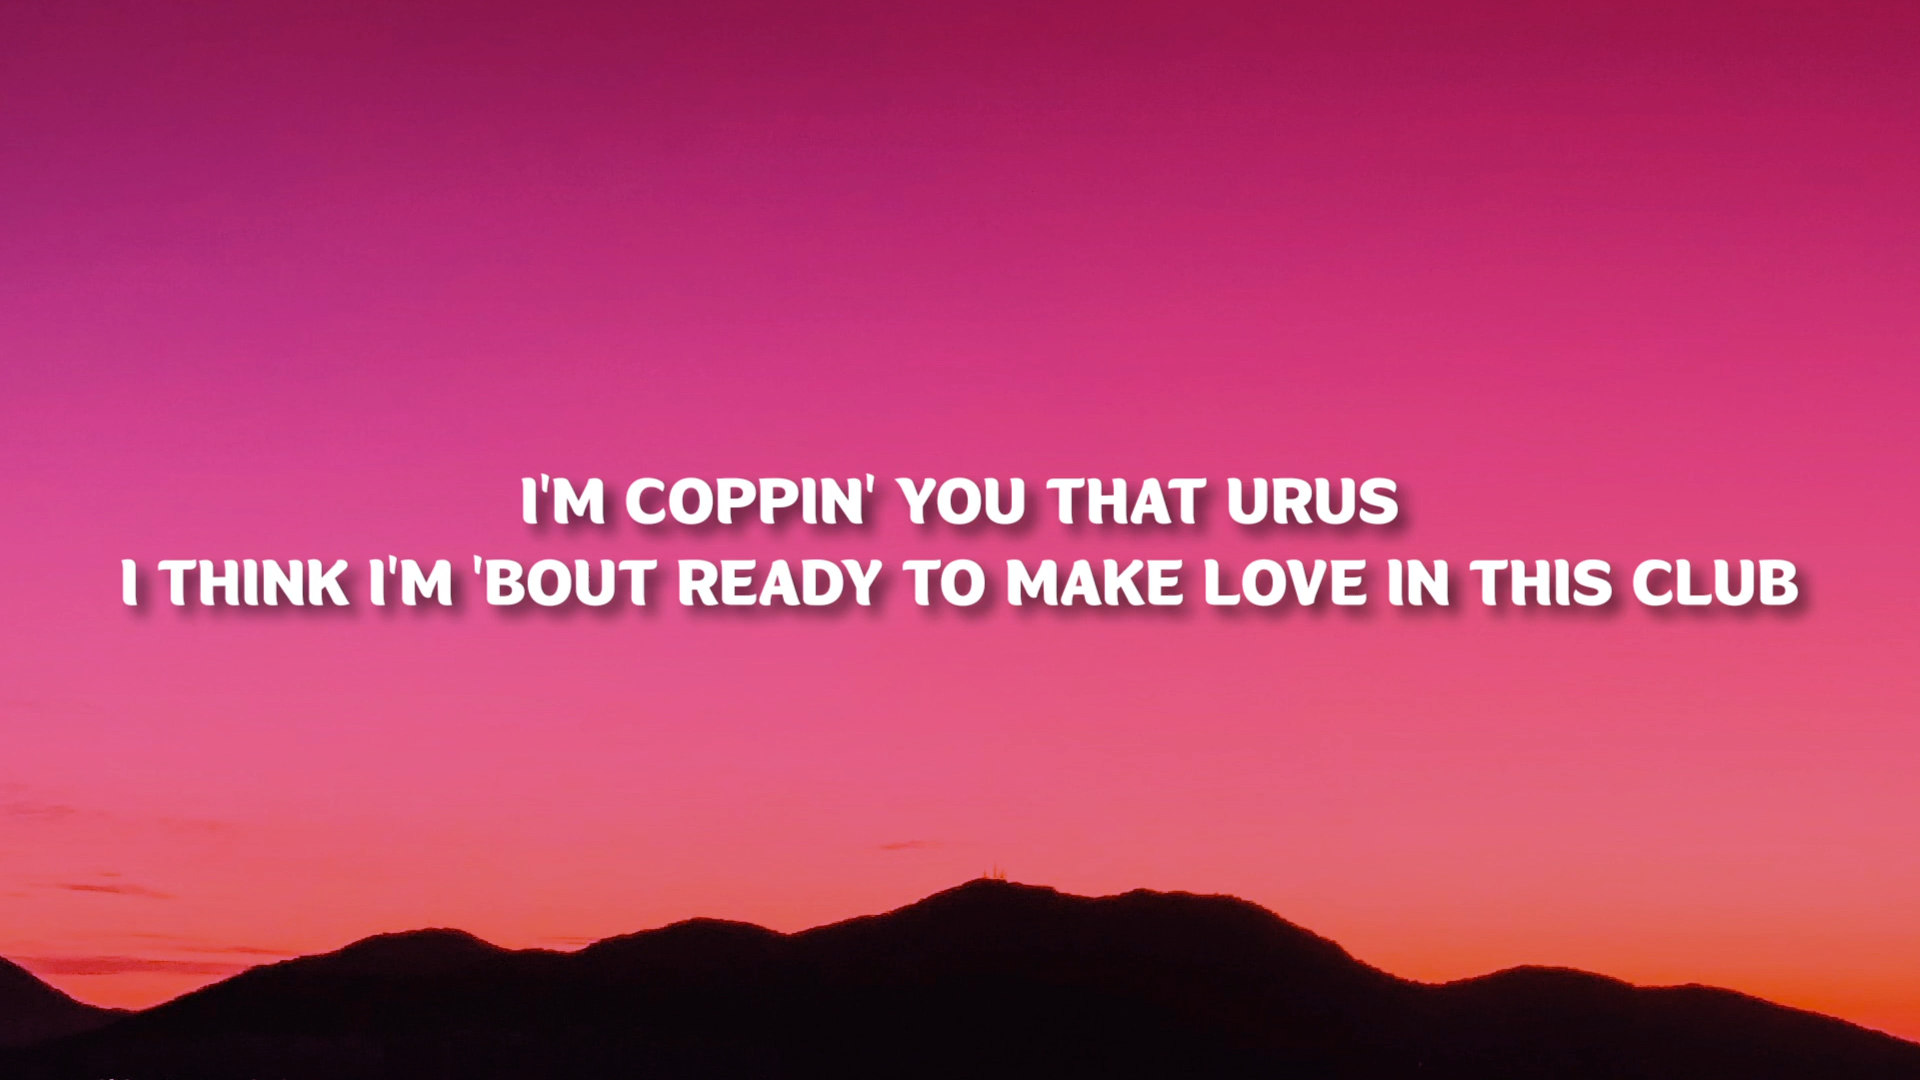 I'M COPPIN' YOU THAT URUS
I THINK I'M 'BOUT READY TO MAKE LOVE IN THIS CLUB